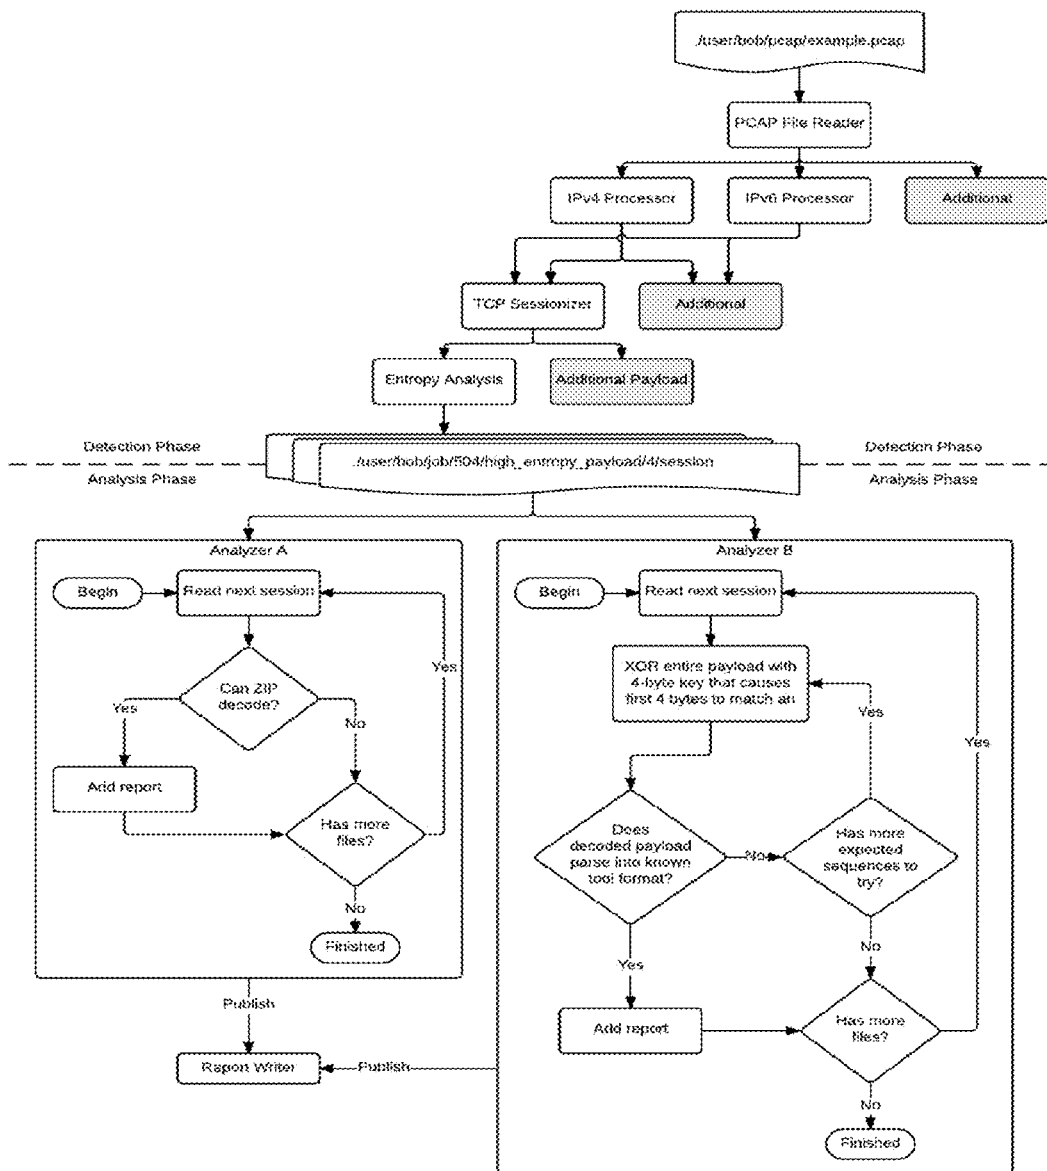 ./user/bob/pcap/example.pcap
PCAP File Reader
IPv4 Processor
IPv6 Processor
Additional
TCP Sessionizer
Additional
Entropy Analysis
Additional Payload
Detection Phase
Detection Phase
./user/bob/job/504/high_entropy_payload/4/session
Analysis Phase
Analysis Phase
Analyzer A
Begin
Read next session
Can ZIP
decode?
Yes
No
Yes
Add report
Has more
files?
No
Finished
Publish
Report Writer
Publish
Analyzer B
Begin
Read next session
XOR entire payload with
4-byte key that causes
first 4 bytes to match an
Yes
Yes
Does
decoded payload
parse into known
tool format?
No
Has more
expected
sequences to
try?
Yes
No
Add report
Has more
files?
No
Finished